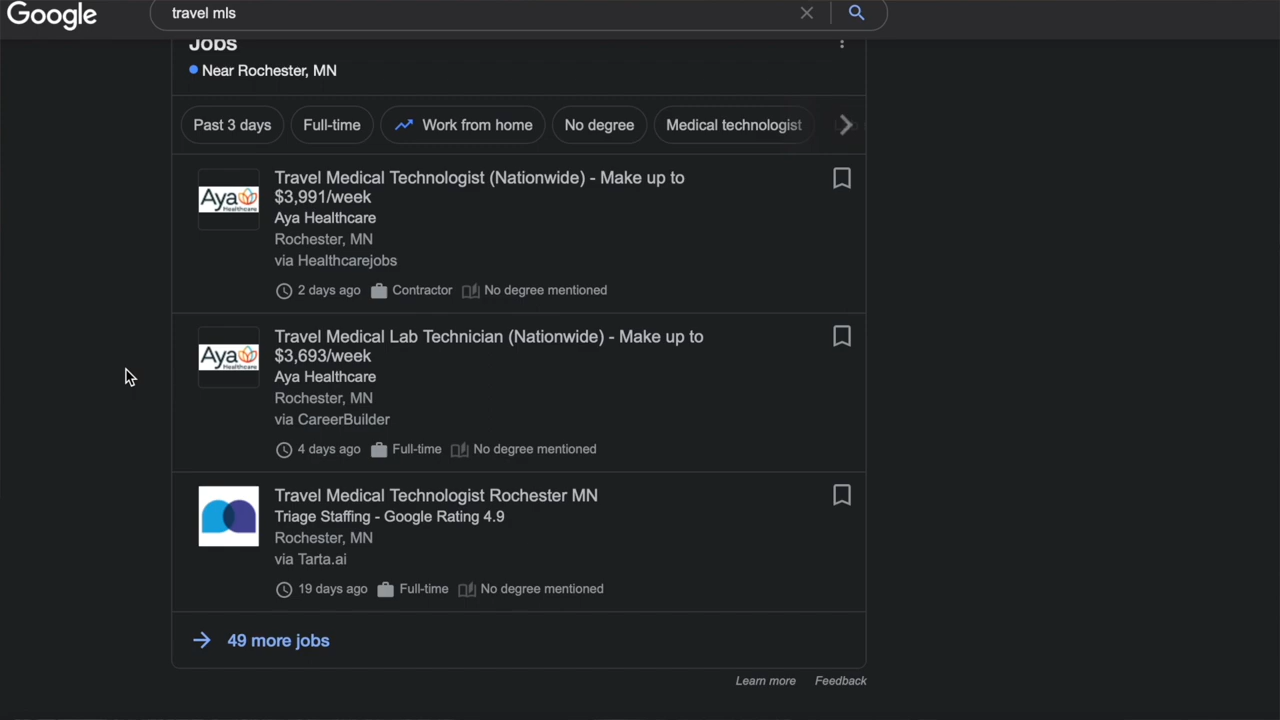 Google
travel mls
Jobs
Near Rochester, MN
Past 3 days
Full-time
Work from home
No degree
Medical technologist
Aya
Healthcare
Travel Medical Technologist (Nationwide) - Make up to
$3,991/week
Aya Healthcare
Rochester, MN
via Healthcarejobs
2 days ago Contractor No degree mentioned
Aya
Healthcare
Travel Medical Lab Technician (Nationwide) - Make up to
$3,693/week
Aya Healthcare
Rochester, MN
via CareerBuilder
4 days ago Full-time No degree mentioned
Travel Medical Technologist Rochester MN
Triage Staffing - Google Rating 4.9
Rochester, MN
via Tarta.ai
19 days ago Full-time No degree mentioned
49 more jobs
Learn more Feedback